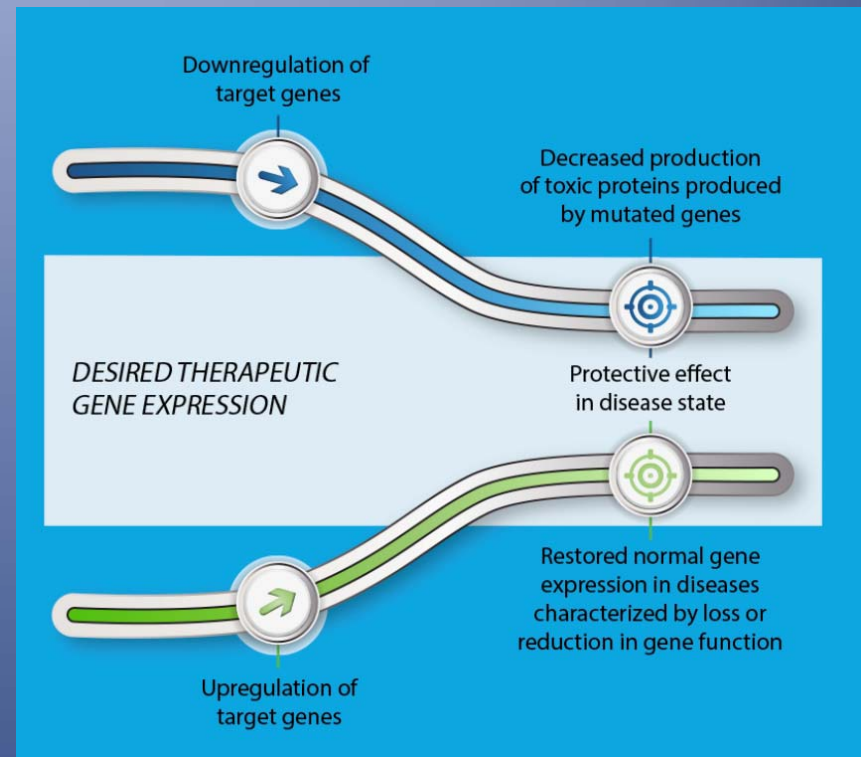 Downregulation of
target genes
Decreased production
of toxic proteins produced
by mutated genes
DESIRED THERAPEUTIC
GENE EXPRESSION
Protective effect
in disease state
Restored normal gene
expression in diseases
characterized by loss or
reduction in gene function
Upregulation of
target genes